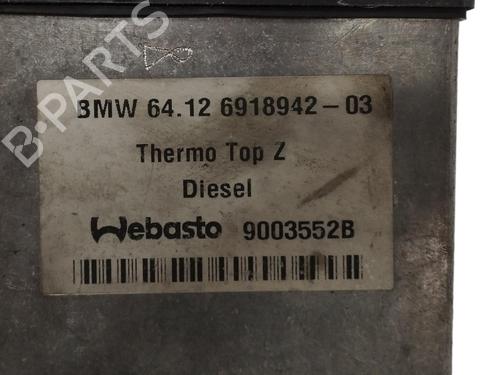 B-PARTS
BMW 64.12 6918942-03
Thermo Top Z
Diesel
Webasto 9003552B